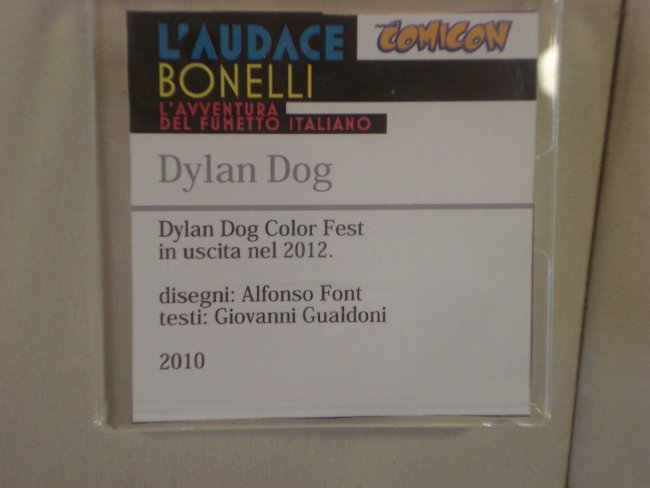 L'AUDACE
COMICON
BONELLI
L'AVVENTURA
DEL FUMETTO ITALIANO
Dylan Dog
Dylan Dog Color Fest
in uscita nel 2012.
disegni: Alfonso Font
testi: Giovanni Gualdoni
2010